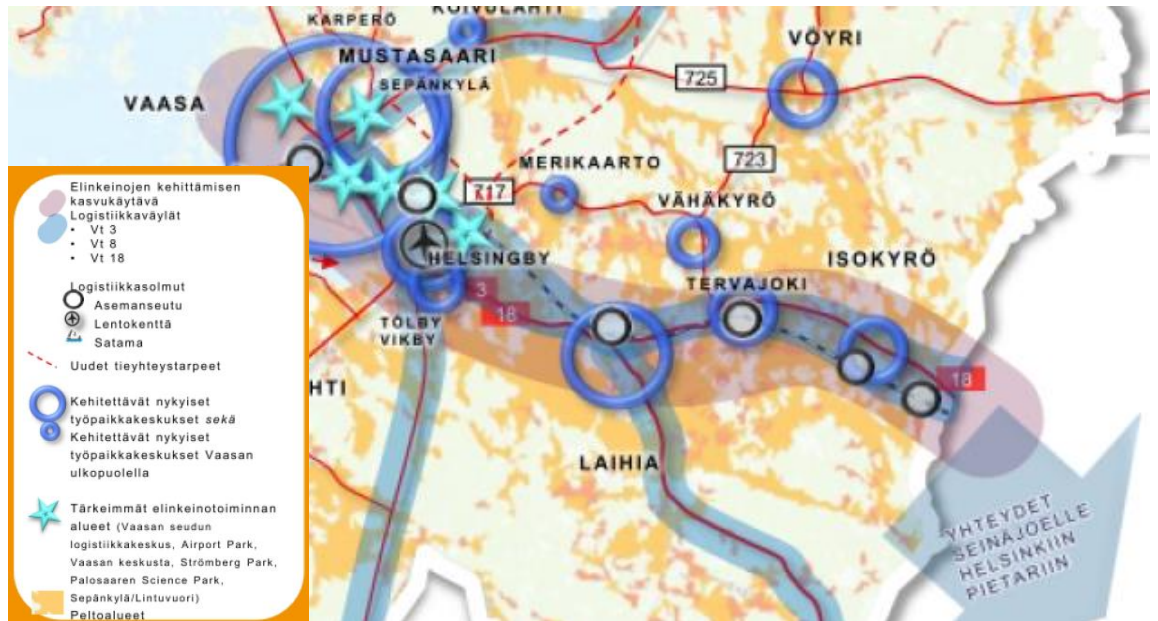 KARPERÖ
KOIVULAHTI
MUSTASAARI
SEPÄNKYLÄ
VÖYRI
VAASA
725
MERIKAARTO
717
723
VÄHÄKYRÖ
HELSINGBY
ISOKYRÖ
TERVAJOKI
3
18
TÖLBY
VIKBY
18
HTI
LAIHIA
YHTEYDET
SEINÄJOELLE
HELSINKIIN
PIETARIIN
Elinkeinojen kehittämisen
kasvukäytävä
Logistiikkaväylät
• Vt 3
• Vt 8
• Vt 18
Logistiikkasolmut
Asemanseutu
Lentokenttä
Satama
Uudet tieyhteystarpeet
Kehitettävät nykyiset
työpaikkakeskukset sekä
Kehitettävät nykyiset
työpaikkakeskukset Vaasan
ulkopuolella
Tärkeimmät elinkeinotoiminnan
alueet (Vaasan seudun
logistiikkakeskus, Airport Park,
Vaasan keskusta, Strömberg Park,
Palosaaren Science Park,
Sepänkylä/Lintuvuori)
Peltoalueet